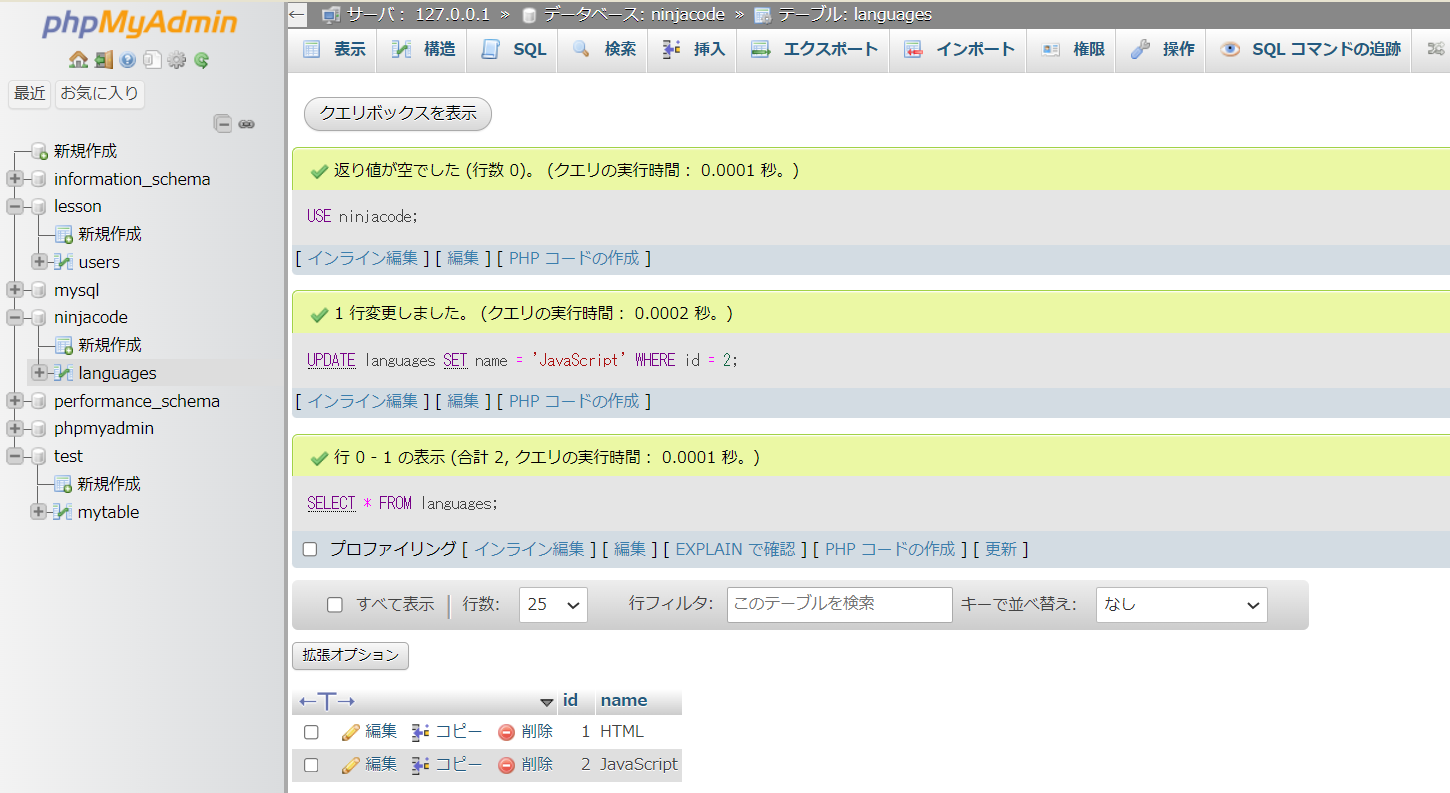 phpMyAdmin
最近 お気に入り
新規作成
information_schema
lesson
新規作成
users
mysql
ninjacode
新規作成
languages
performance_schema
phpmyadmin
test
新規作成
mytable
サーバ: 127.0.0.1 » データベース: ninjacode » テーブル: languages
表示 構造 SQL 検索 挿入 エクスポート インポート 権限 操作 SQL コマンドの追跡
クエリボックスを表示
返り値が空でした (行数 0)。 (クエリの実行時間: 0.0001 秒。)
USE ninjacode;
[ インライン編集 ] [ 編集 ] [ PHP コードの作成 ]
1 行変更しました。 (クエリの実行時間: 0.0002 秒。)
UPDATE languages SET name = 'JavaScript' WHERE id = 2;
[ インライン編集 ] [ 編集 ] [ PHP コードの作成 ]
行 0 - 1 の表示 (合計 2, クエリの実行時間: 0.0001 秒。)
SELECT * FROM languages;
プロファイリング [ インライン編集 ] [ 編集 ] [ EXPLAIN で確認 ] [ PHP コードの作成 ] [ 更新 ]
すべて表示 | 行数: 25 行フィルタ: このテーブルを検索 キーで並べ替え: なし
拡張オプション
←T→ id name
編集 コピー 削除 1 HTML
編集 コピー 削除 2 JavaScript